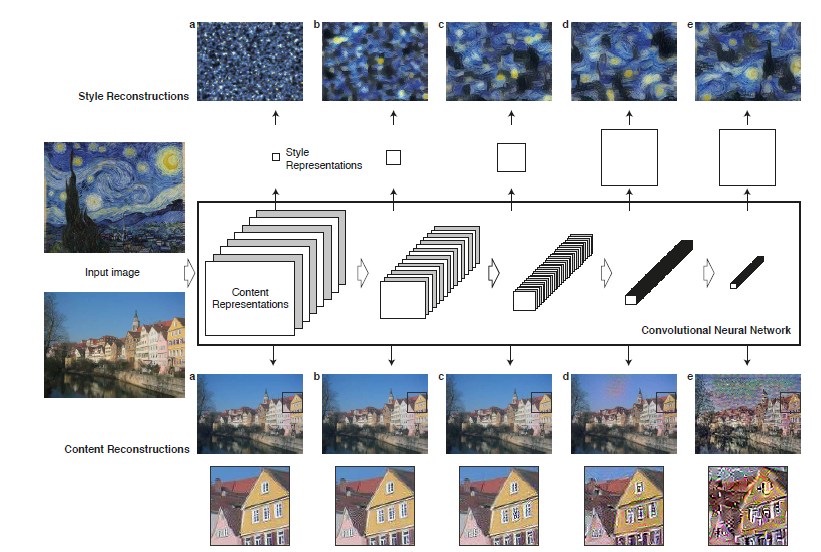 a b c d e
Style Reconstructions
Style
Representations
Input image
Content
Representations
Convolutional Neural Network
a b c d e
Content Reconstructions